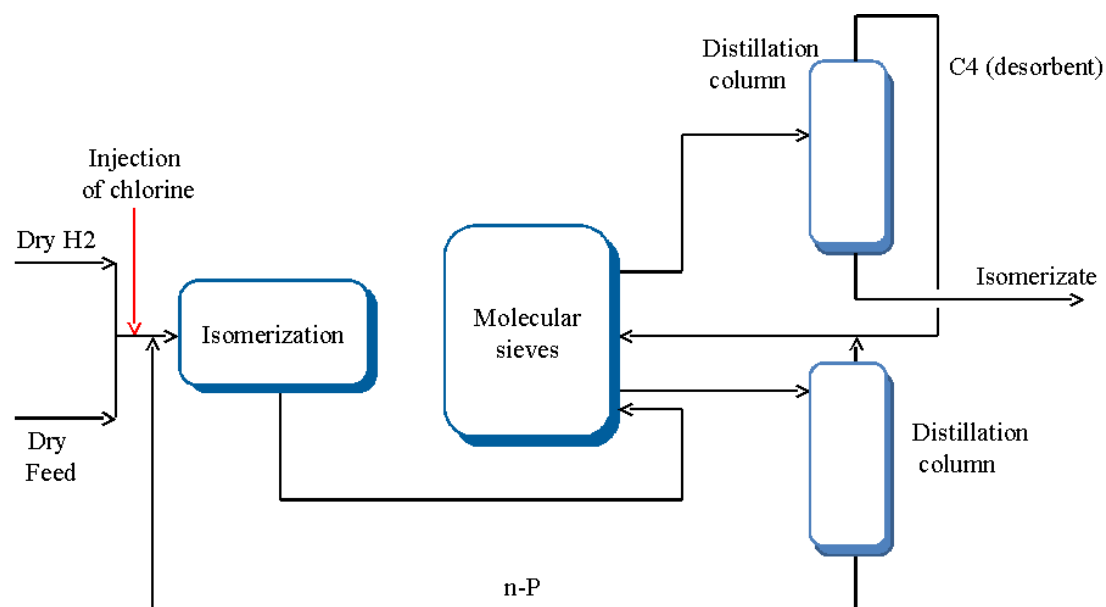 Distillation
column
C4 (desorbent)
Injection
of chlorine
Dry H2
Isomerization
Molecular
sieves
Isomerizate
Dry
Feed
Distillation
column
n-P